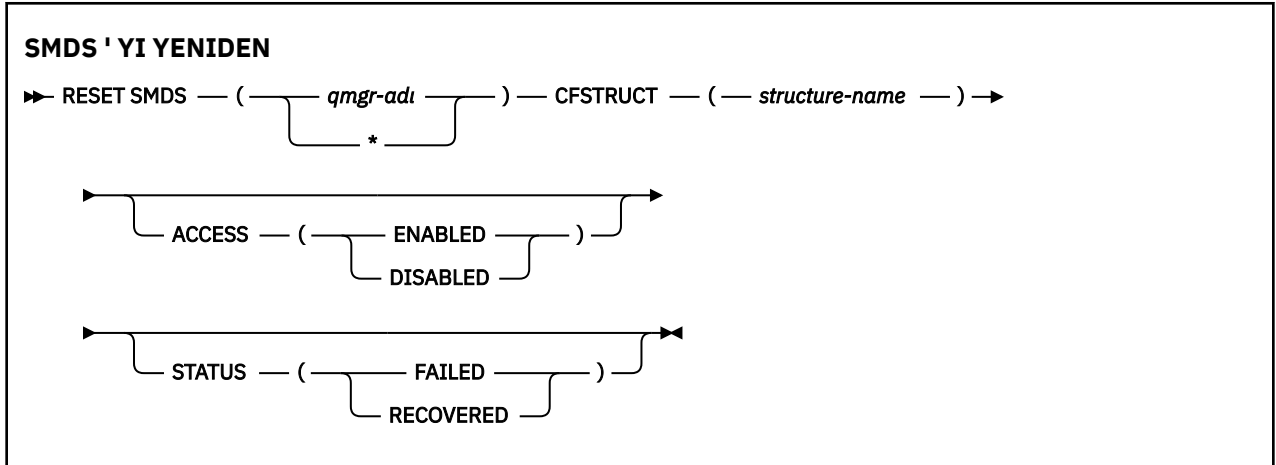 SMDS ' YI YENIDEN
RESET SMDS ( qmgr-adı ) CFSTRUCT ( structure-name )
*
ACCESS ( ENABLED )
DISABLED
STATUS ( FAILED )
RECOVERED